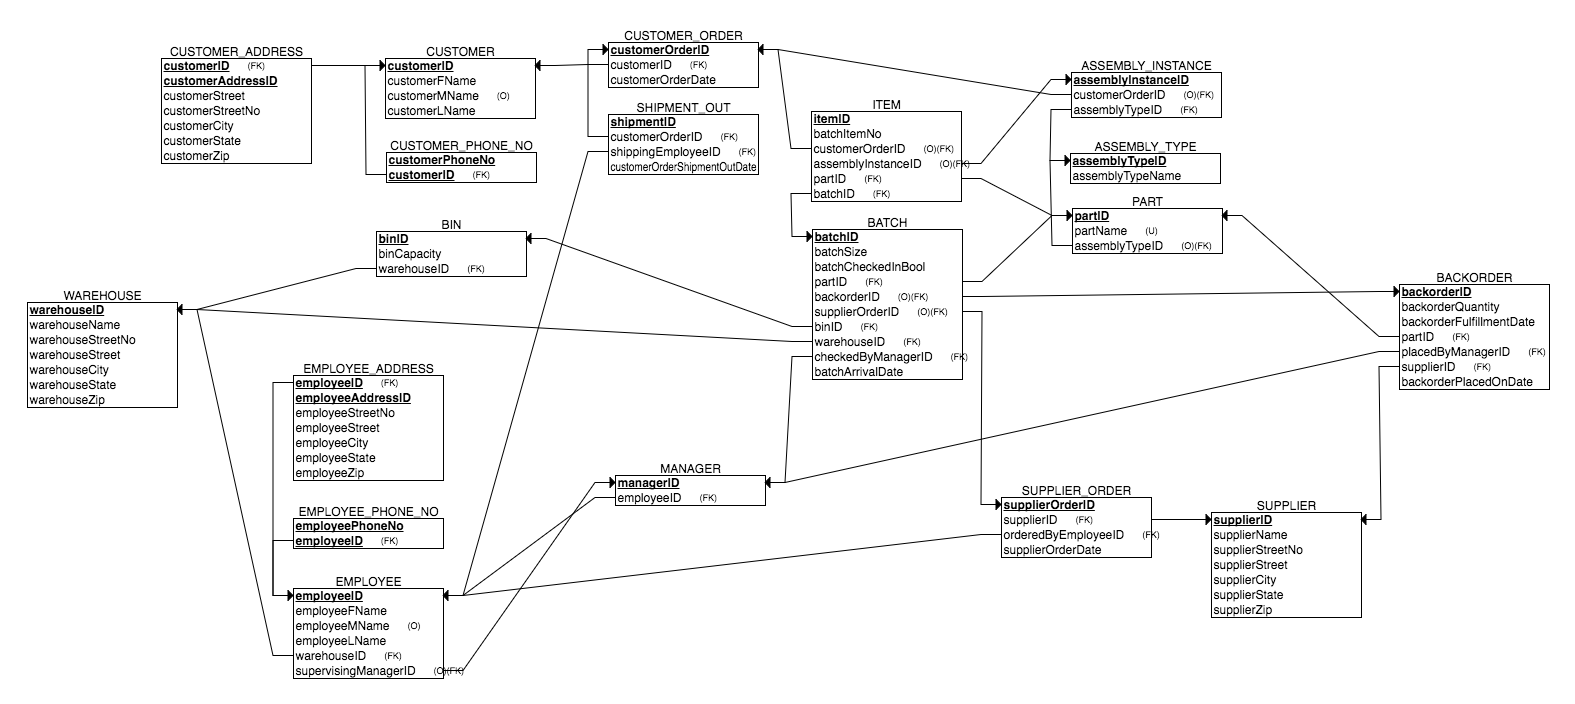 CUSTOMER_ADDRESS
customerID (FK)
customerAddressID
customerStreet
customerStreetNo
customerCity
customerState
customerZip
CUSTOMER
customerID
customerFName
customerMName (O)
customerLName
CUSTOMER_PHONE_NO
customerPhoneNo
customerID (FK)
CUSTOMER_ORDER
customerOrderID
customerID (FK)
customerOrderDate
SHIPMENT_OUT
shipmentID
customerOrderID (FK)
shippingEmployeeID (FK)
customerOrderShipmentOutDate
ITEM
itemID
batchItemNo
customerOrderID (O)(FK)
assemblyInstanceID (O)(FK)
partID (FK)
batchID (FK)
ASSEMBLY_INSTANCE
assemblyInstanceID
customerOrderID (O)(FK)
assemblyTypeID (FK)
ASSEMBLY_TYPE
assemblyTypeID
assemblyTypeName
PART
partID
partName (U)
assemblyTypeID (O)(FK)
BIN
binID
binCapacity
warehouseID (FK)
BATCH
batchID
batchSize
batchCheckedInBool
partID (FK)
backorderID (O)(FK)
supplierOrderID (O)(FK)
binID (FK)
warehouseID (FK)
checkedByManagerID (FK)
batchArrivalDate
BACKORDER
backorderID
backorderQuantity
backorderFulfillmentDate
partID (FK)
placedByManagerID (FK)
supplierID (FK)
backorderPlacedOnDate
WAREHOUSE
warehouseID
warehouseName
warehouseStreetNo
warehouseStreet
warehouseCity
warehouseState
warehouseZip
EMPLOYEE_ADDRESS
employeeID (FK)
employeeAddressID
employeeStreetNo
employeeStreet
employeeCity
employeeState
employeeZip
EMPLOYEE_PHONE_NO
employeePhoneNo
employeeID (FK)
EMPLOYEE
employeeID
employeeFName
employeeMName (O)
employeeLName
warehouseID (FK)
supervisingManagerID (O)(FK)
MANAGER
managerID
employeeID (FK)
SUPPLIER_ORDER
supplierOrderID
supplierID (FK)
orderedByEmployeeID (FK)
supplierOrderDate
SUPPLIER
supplierID
supplierName
supplierStreetNo
supplierStreet
supplierCity
supplierState
supplierZip